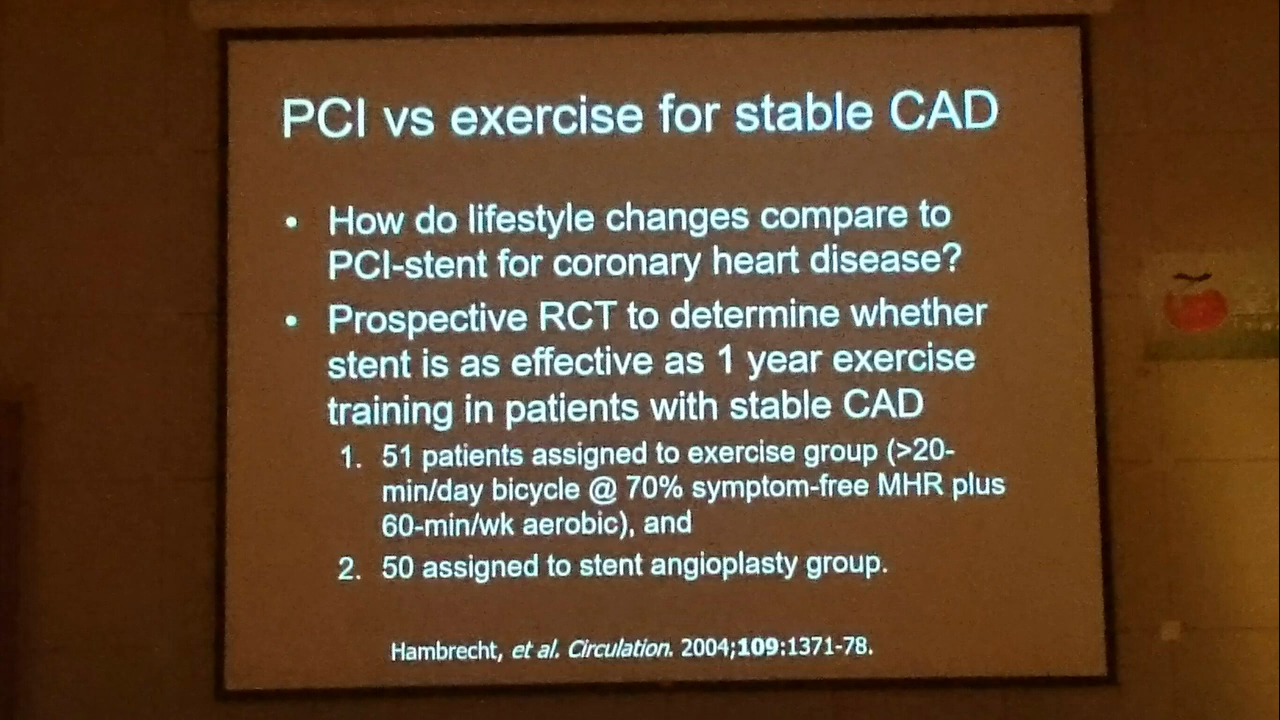 PCI vs exercise for stable CAD
• How do lifestyle changes compare to
PCI-stent for coronary heart disease?
• Prospective RCT to determine whether
stent is as effective as 1 year exercise
training in patients with stable CAD
1. 51 patients assigned to exercise group (>20-
min/day bicycle @ 70% symptom-free MHR plus
60-min/wk aerobic), and
2. 50 assigned to stent angioplasty group.
Hambrecht, et al. Circulation. 2004;109:1371-78.